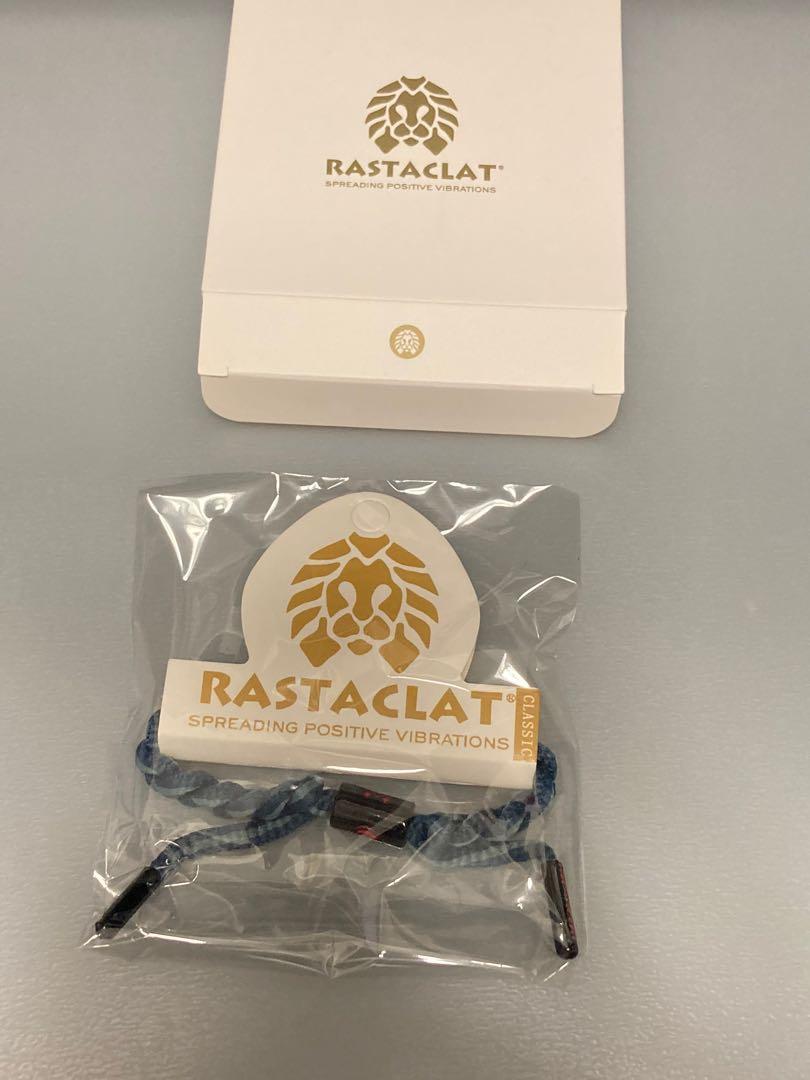 RASTACLAT®
SPREADING POSITIVE VIBRATIONS
RASTACLAT®
CLASSIC
SPREADING POSITIVE VIBRATIONS